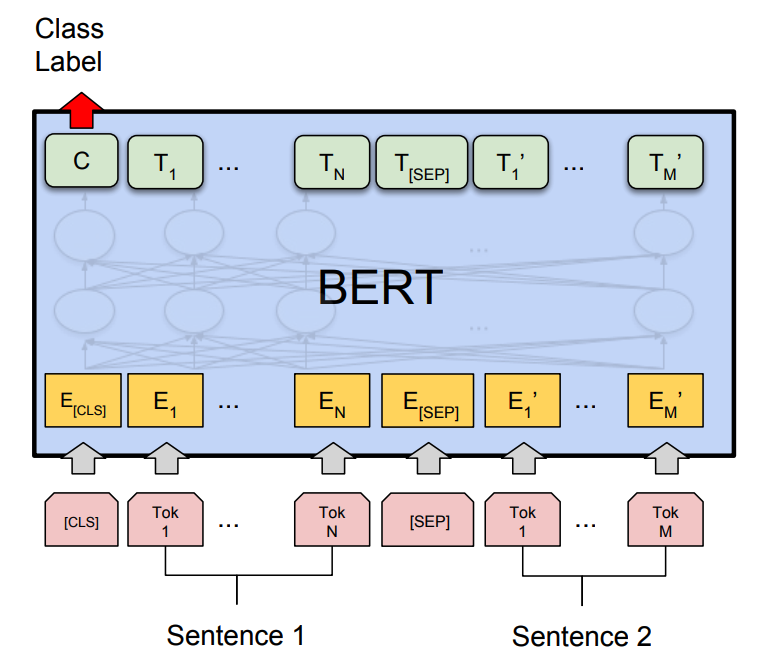 Class
Label
C T1 ... TN T[SEP] T1’ ... TM’
...
BERT
...
E[CLS] E1 ... EN E[SEP] E1’ ... EM’
[CLS] Tok 1 ... Tok N [SEP] Tok 1 ... Tok M
Sentence 1 Sentence 2